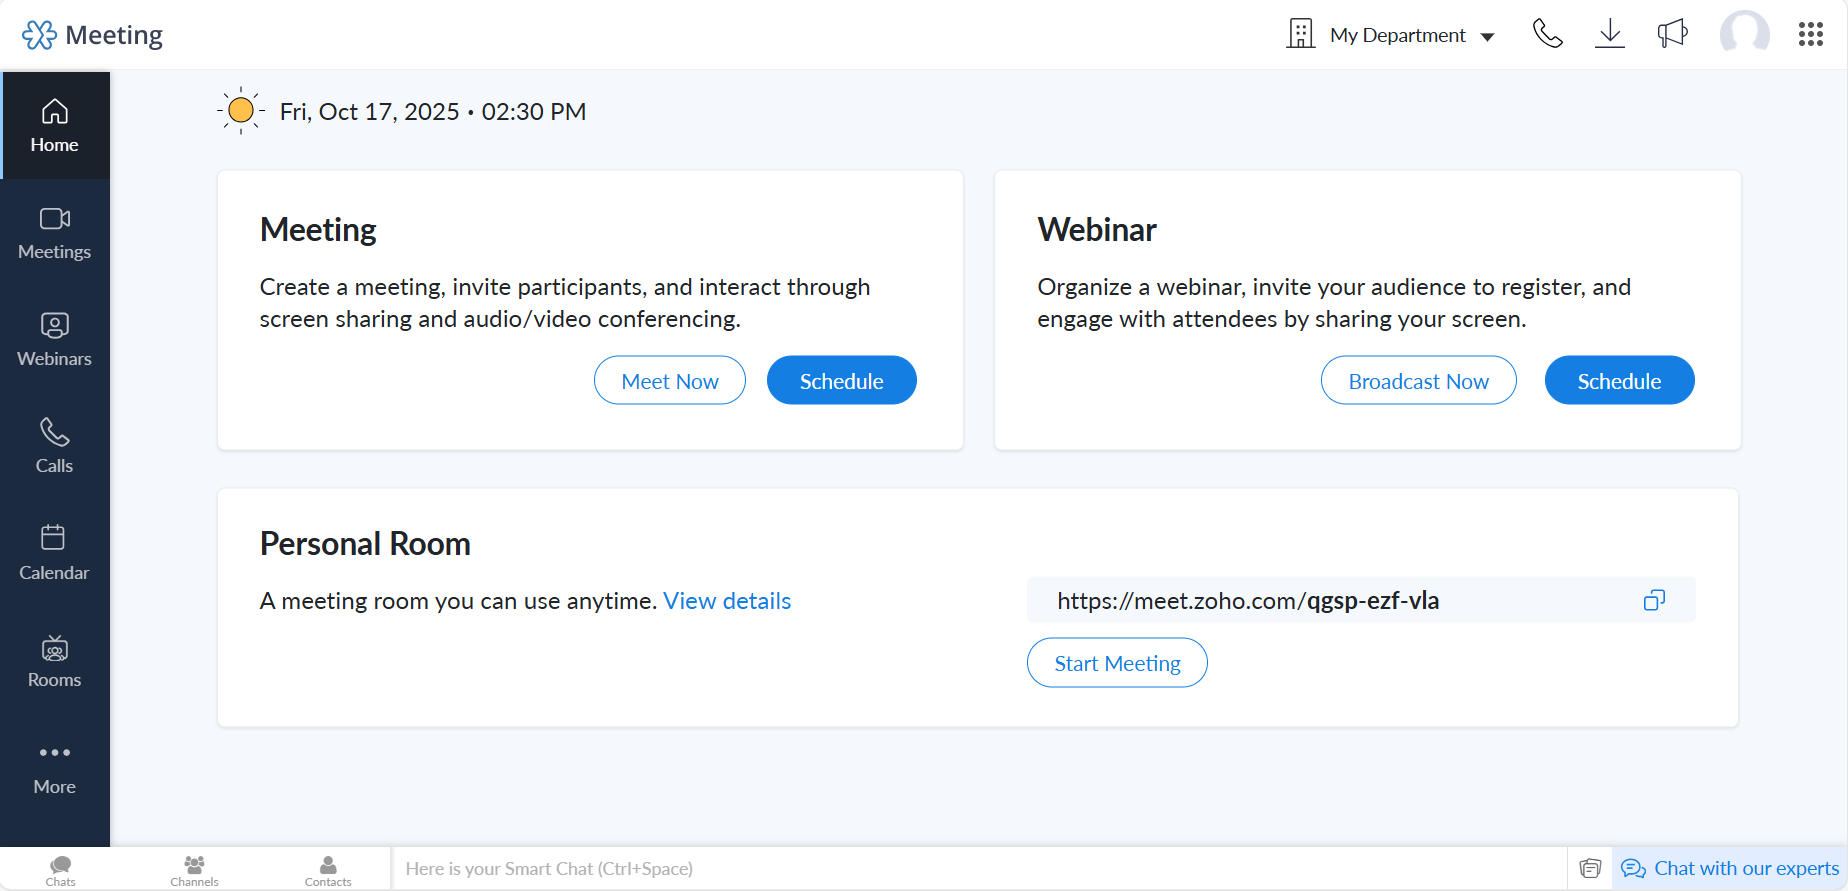 Meeting
My Department
Home
Meetings
Webinars
Calls
Calendar
Rooms
More
Fri, Oct 17, 2025 • 02:30 PM
Meeting
Create a meeting, invite participants, and interact through
screen sharing and audio/video conferencing.
Meet Now
Schedule
Webinar
Organize a webinar, invite your audience to register, and
engage with attendees by sharing your screen.
Broadcast Now
Schedule
Personal Room
A meeting room you can use anytime. View details
https://meet.zoho.com/qgsp-ezf-vla
Start Meeting
Chats
Channels
Contacts
Here is your Smart Chat (Ctrl+Space)
Chat with our experts